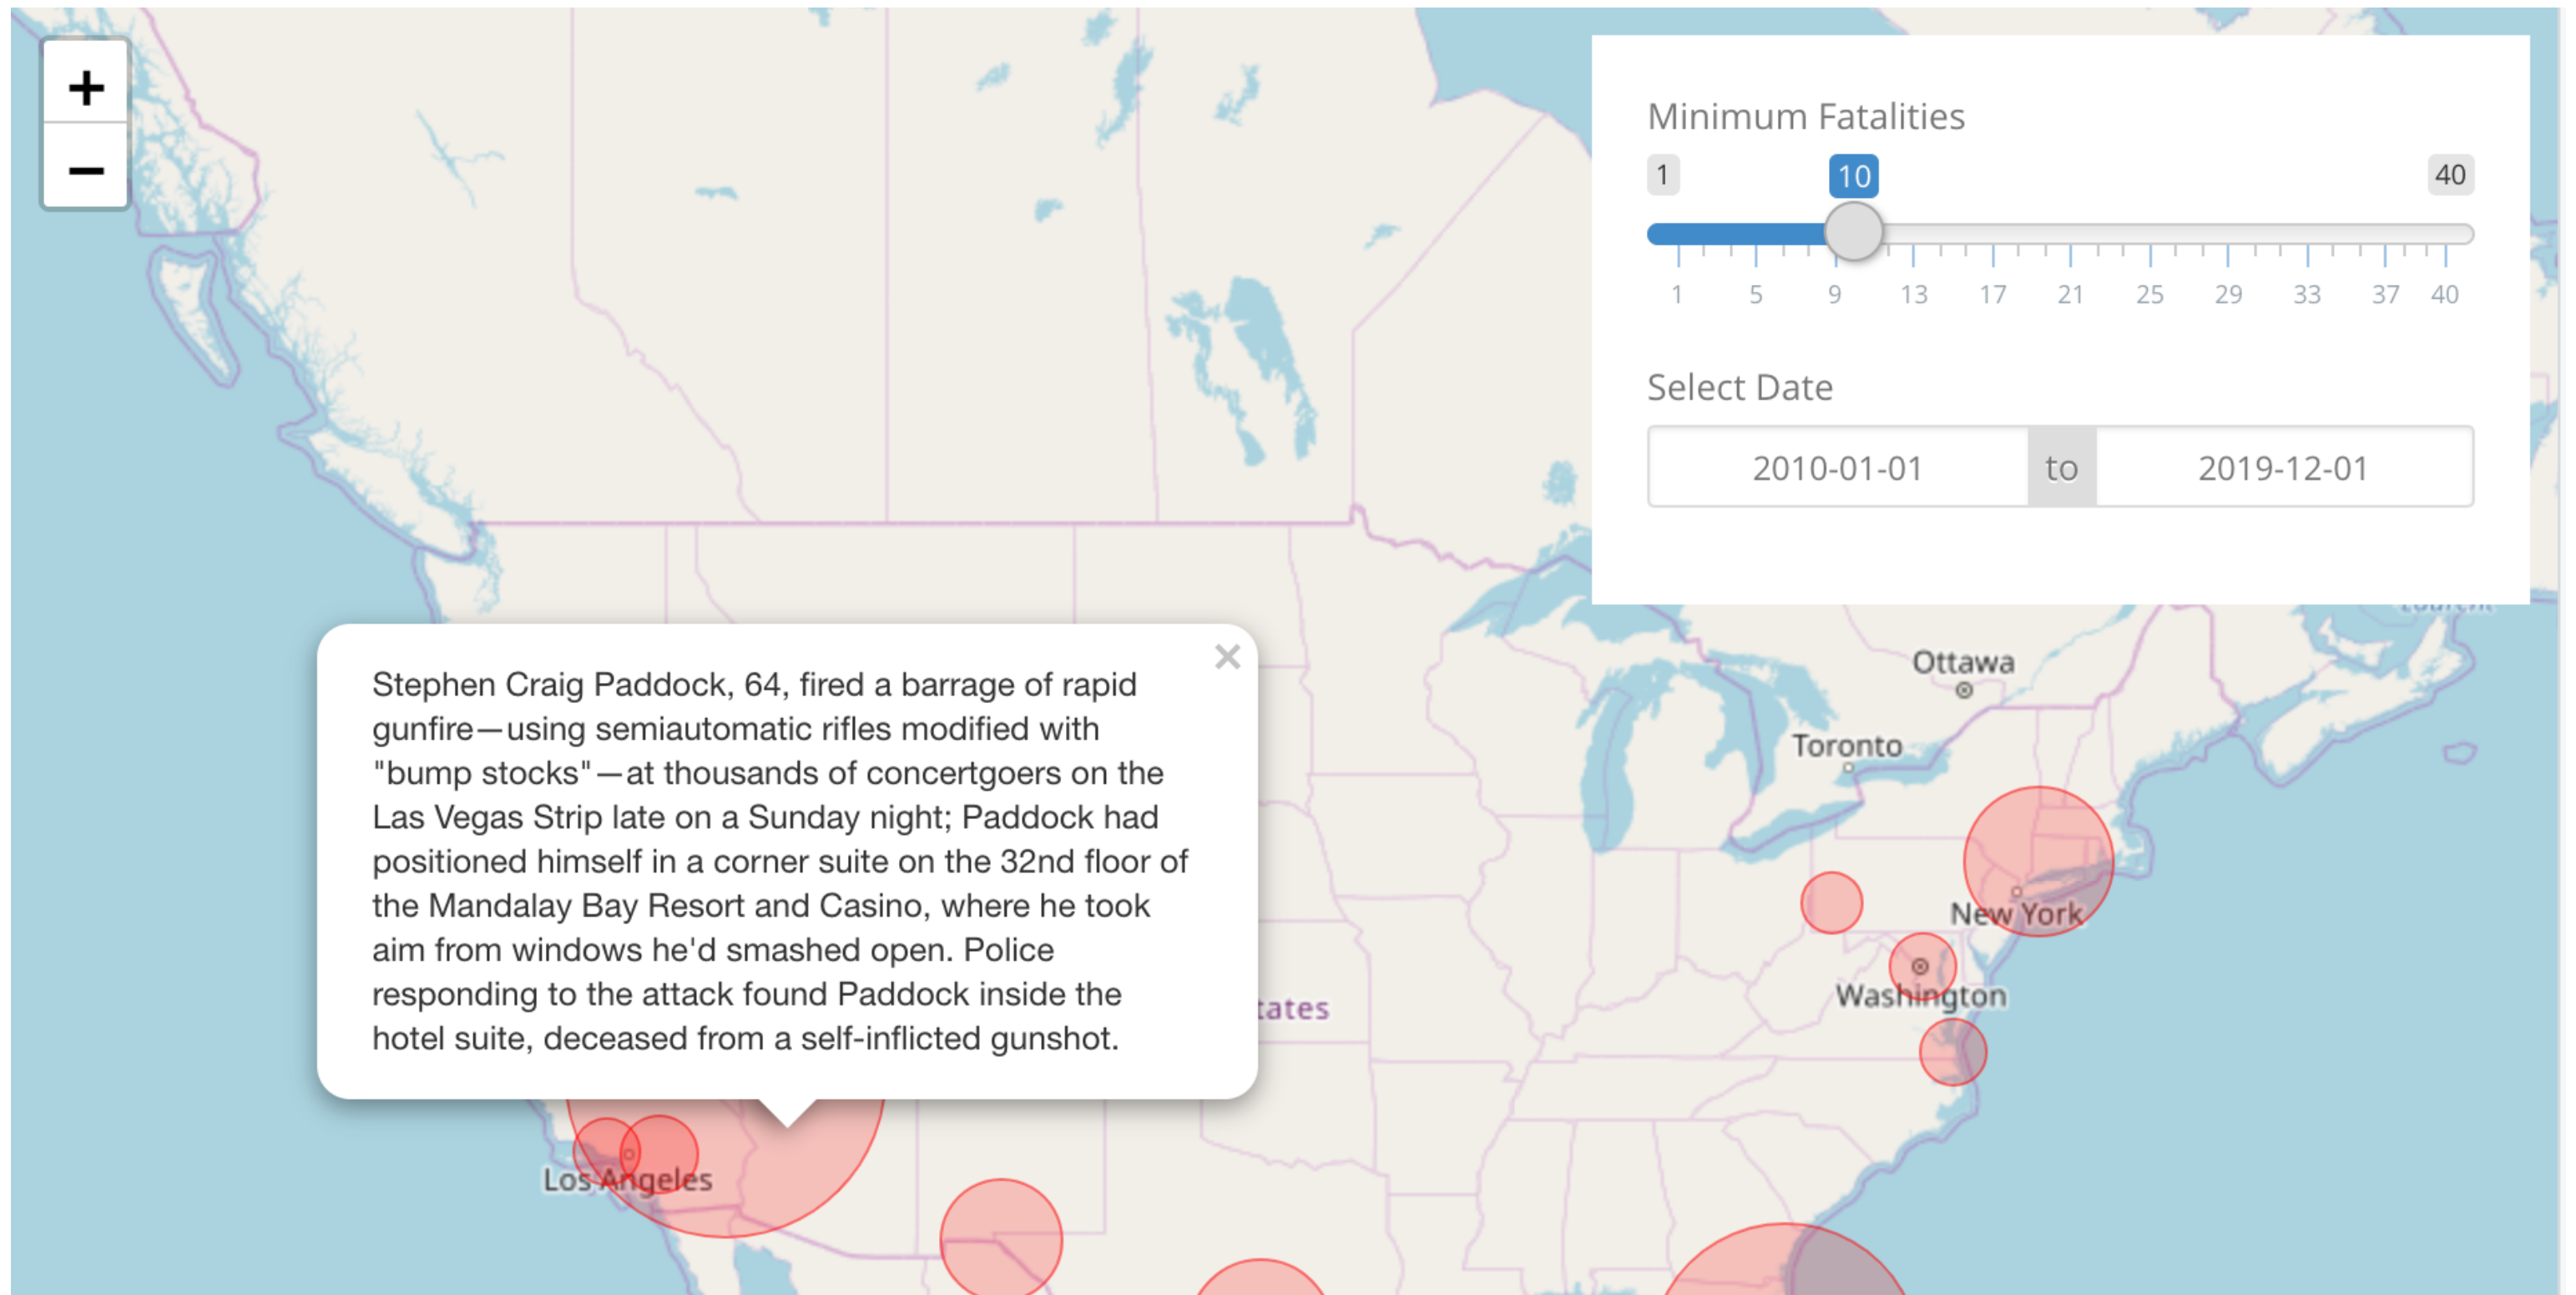 +
−
Minimum Fatalities
1 10 40
1 5 9 13 17 21 25 29 33 37 40
Select Date
2010-01-01 to 2019-12-01
×
Stephen Craig Paddock, 64, fired a barrage of rapid
gunfire—using semiautomatic rifles modified with
"bump stocks"—at thousands of concertgoers on the
Las Vegas Strip late on a Sunday night; Paddock had
positioned himself in a corner suite on the 32nd floor of
the Mandalay Bay Resort and Casino, where he took
aim from windows he'd smashed open. Police
responding to the attack found Paddock inside the
hotel suite, deceased from a self-inflicted gunshot.
Ottawa
Toronto
New York
Washington
tates
Los Angeles